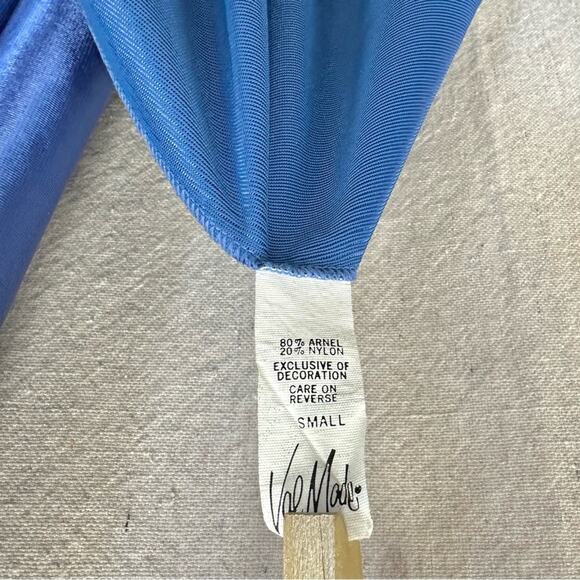 80% ARNEL
20% NYLON
EXCLUSIVE OF
DECORATION
CARE ON
REVERSE
SMALL
Val Mode